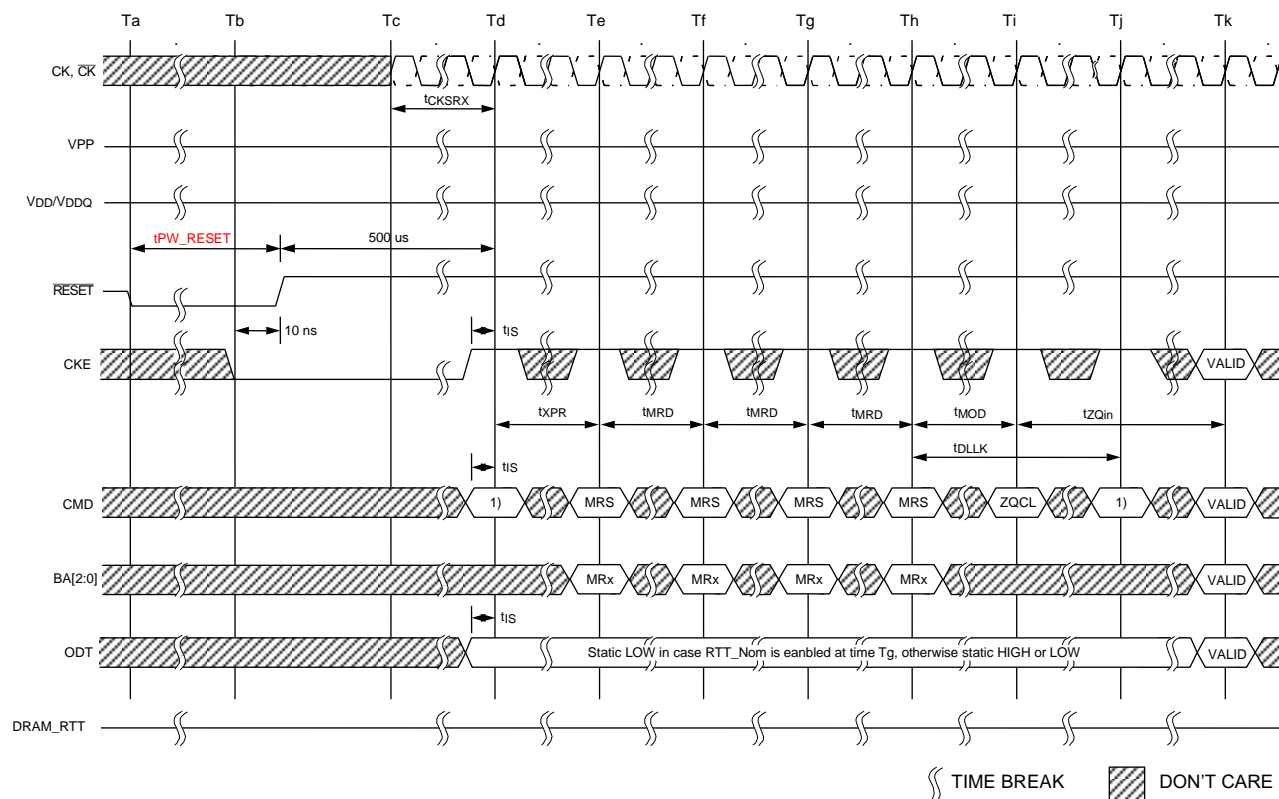 Ta Tb Tc Td Te Tf Tg Th Ti Tj Tk
CK, CK
tCKSRX
VPP
VDD/VDDQ
tPW_RESET 500 us
RESET
10 ns tIS
CKE VALID
tXPR tMRD tMRD tMRD tMOD tZQin
tDLLK
tIS
CMD 1) MRS MRS MRS MRS ZQCL 1) VALID
BA[2:0] MRx MRx MRx MRx VALID
tIS
ODT Static LOW in case RTT_Nom is eanbled at time Tg, otherwise static HIGH or LOW VALID
DRAM_RTT
TIME BREAK DON'T CARE